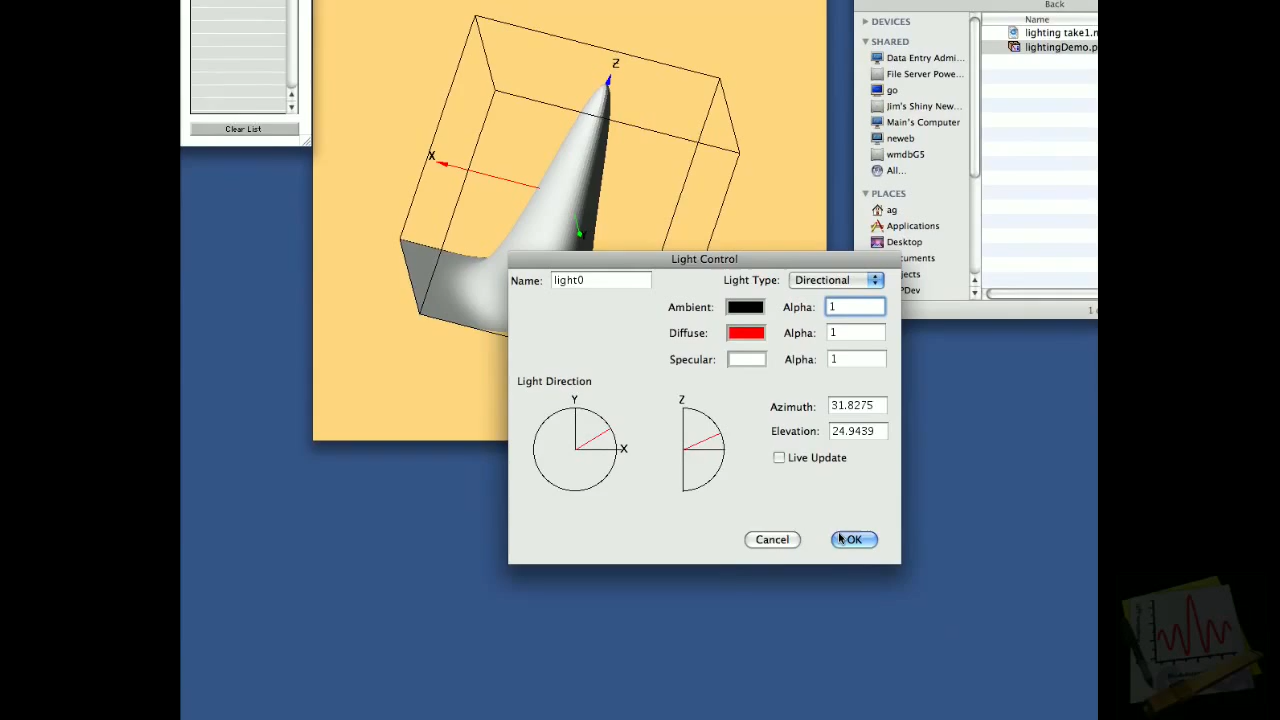 Clear List
Z
X
Y
Back
Name
DEVICES
SHARED
Data Entry Admi...
File Server Powe...
go
Jim's Shiny New...
Main's Computer
neweb
wmdbG5
All...
PLACES
ag
Applications
Desktop
lighting take1.
lightingDemo.p
Light Control
Name: light0
Light Type: Directional
Ambient: Alpha: 1
Diffuse: Alpha: 1
Specular: Alpha: 1
Light Direction
Y
X
Z
Azimuth: 31.8275
Elevation: 24.9439
Live Update
Cancel
OK